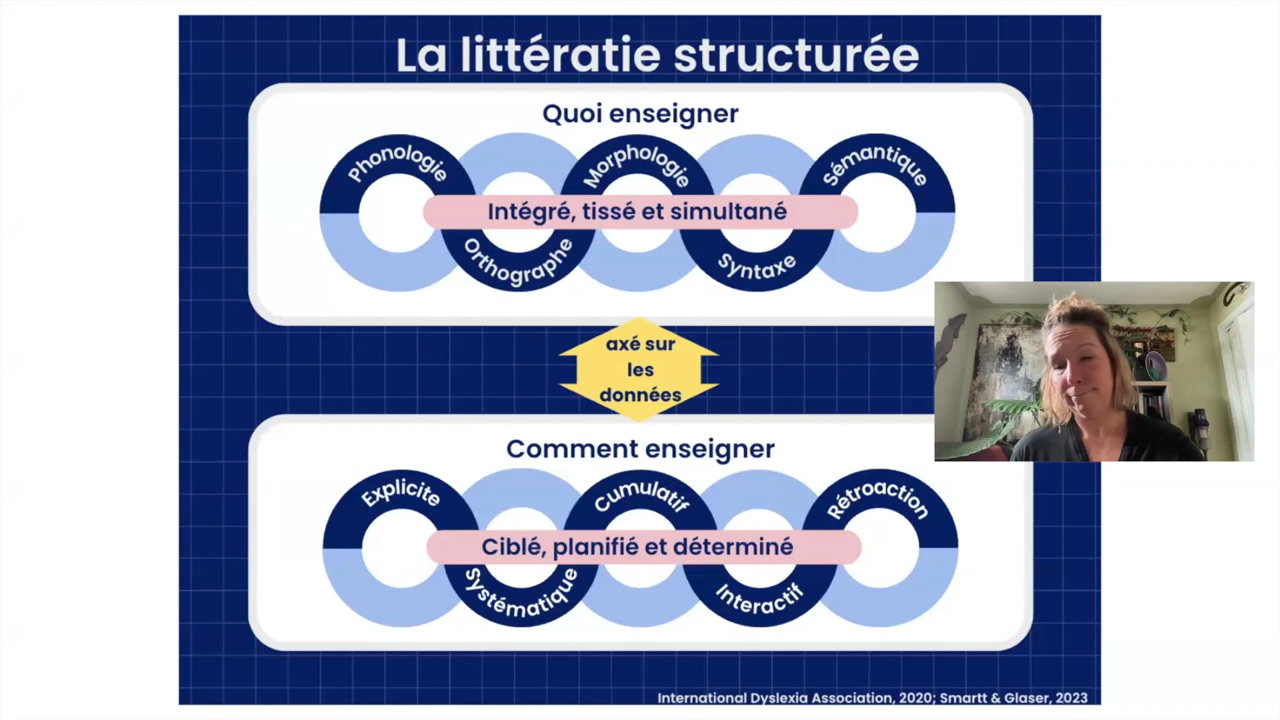 La littératie structurée
Quoi enseigner
Phonologie
Orthographe
Morphologie
Syntaxe
Sémantique
Intégré, tissé et simultané
axé sur
les
données
Comment enseigner
Explicite
Systématique
Cumulatif
Interactif
Rétroaction
Ciblé, planifié et déterminé
International Dyslexia Association, 2020; Smartt & Glaser, 2023